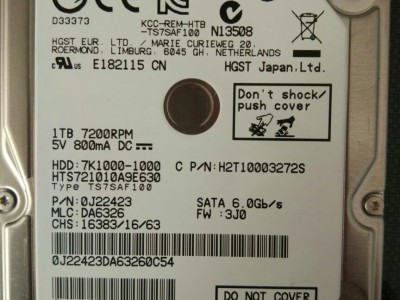 D33373
KCC-REM-HTB
-TS7SAF100
N13508
HGST EUR. LTD. / MARIE CURIEWEG 20,
ROERMOND, LIMBURG, 6045 GH, NETHERLANDS
E182115 CN
HGST Japan,Ltd.
Don't shock/
push cover
1TB 7200RPM
5V 800mA DC
HDD:7K1000-1000
C P/N:H2T10003272S
HTS721010A9E630
Type TS7SAF100
P/N:0J22423
SATA 6.0Gb/s
MLC:DA6326
FW :3J0
CHS:16383/16/63
0J22423DA63260C54
DO NOT COVER